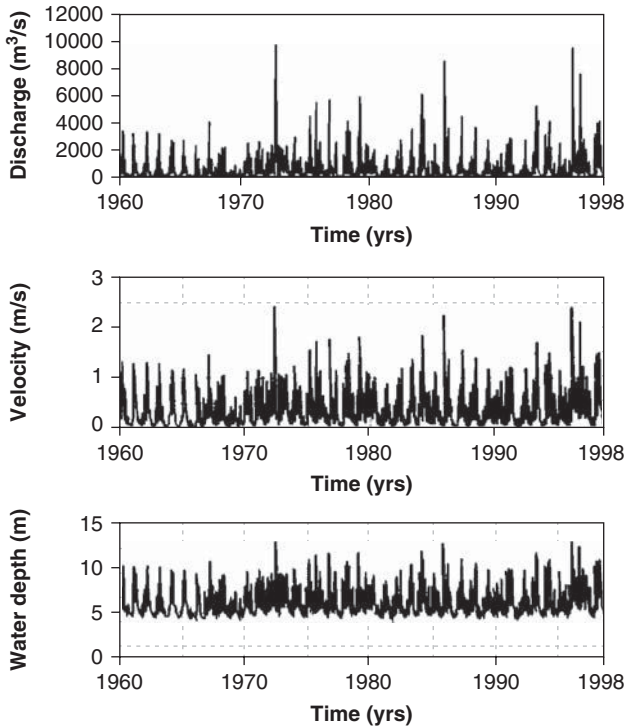 Discharge (m³/s)
12000
10000
8000
6000
4000
2000
0
1960 1970 1980 1990 1998
Time (yrs)
Velocity (m/s)
3
2
1
0
1960 1970 1980 1990 1998
Time (yrs)
Water depth (m)
15
10
5
0
1960 1970 1980 1990 1998
Time (yrs)